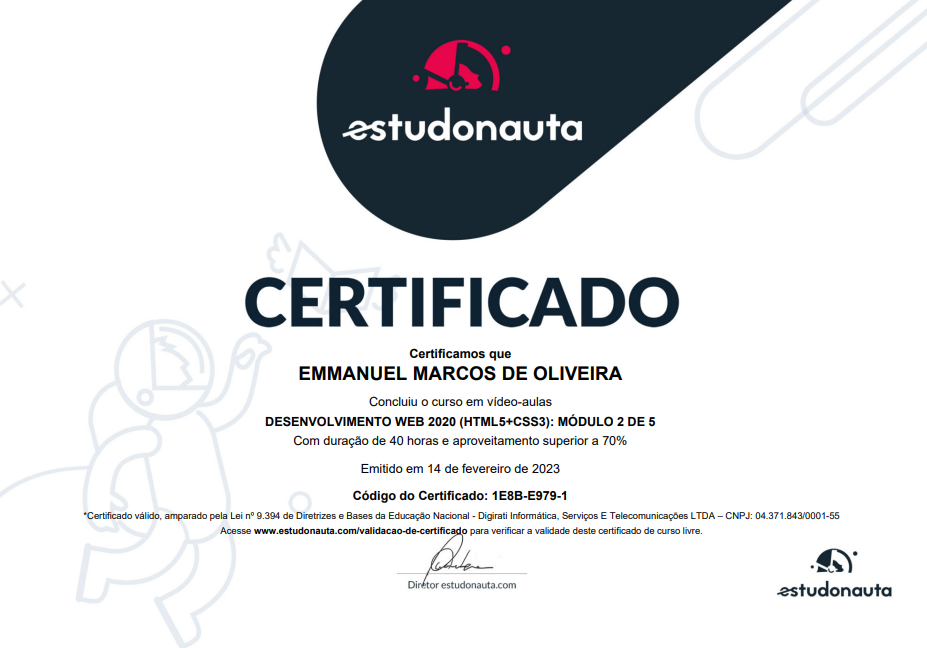 estudonauta
CERTIFICADO
Certificamos que
EMMANUEL MARCOS DE OLIVEIRA
Concluiu o curso em vídeo-aulas
DESENVOLVIMENTO WEB 2020 (HTML5+CSS3): MÓDULO 2 DE 5
Com duração de 40 horas e aproveitamento superior a 70%
Emitido em 14 de fevereiro de 2023
Código do Certificado: 1E8B-E979-1
*Certificado válido, amparado pela Lei nº 9.394 de Diretrizes e Bases da Educação Nacional - Digirati Informática, Serviços E Telecomunicações LTDA – CNPJ: 04.371.843/0001-55
Acesse www.estudonauta.com/validacao-de-certificado para verificar a validade deste certificado de curso livre.
Diretor estudonauta.com
estudonauta